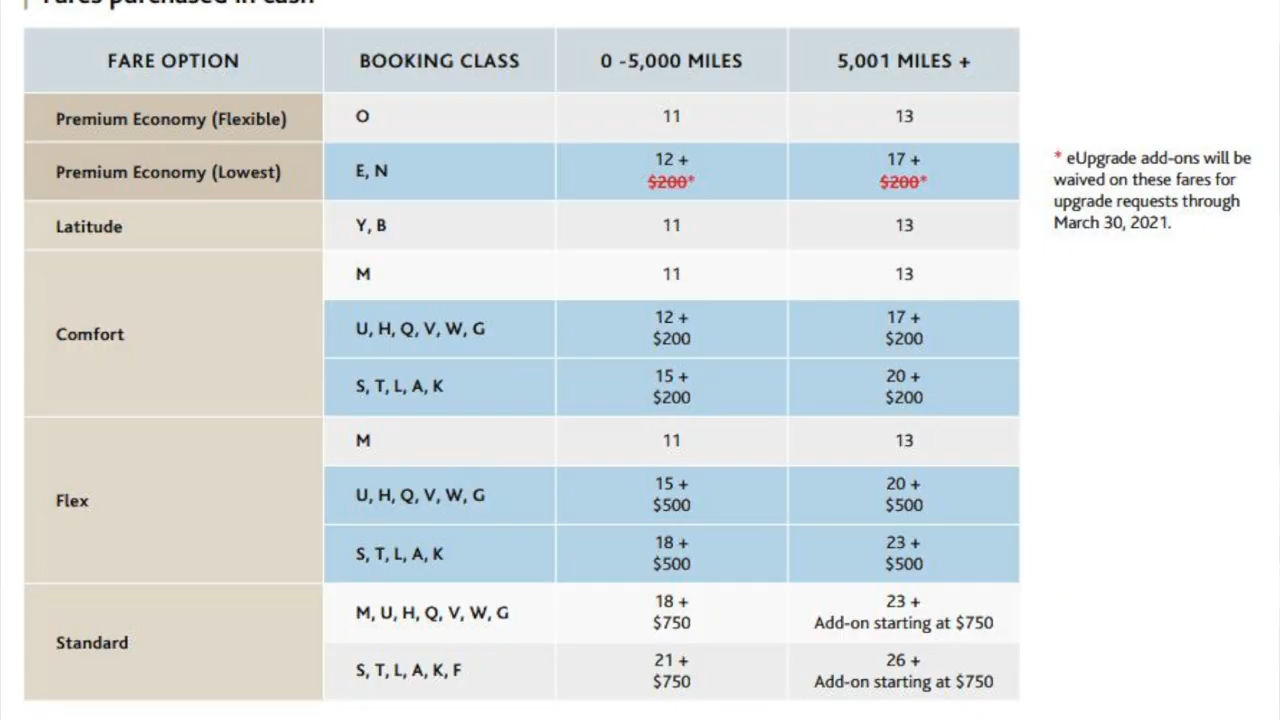 Fares purchased in cash
FARE OPTION BOOKING CLASS 0 -5,000 MILES 5,001 MILES +
Premium Economy (Flexible) O 11 13
Premium Economy (Lowest) E, N 12 + 17 +
$200* $200*
* eUpgrade add-ons will be
waived on these fares for
upgrade requests through
March 30, 2021.
Latitude Y, B 11 13
Comfort
M 11 13
U, H, Q, V, W, G 12 + 17 +
$200 $200
S, T, L, A, K 15 + 20 +
$200 $200
Flex
M 11 13
U, H, Q, V, W, G 15 + 20 +
$500 $500
S, T, L, A, K 18 + 23 +
$500 $500
Standard
M, U, H, Q, V, W, G 18 + 23 +
$750 Add-on starting at $750
S, T, L, A, K, F 21 + 26 +
$750 Add-on starting at $750